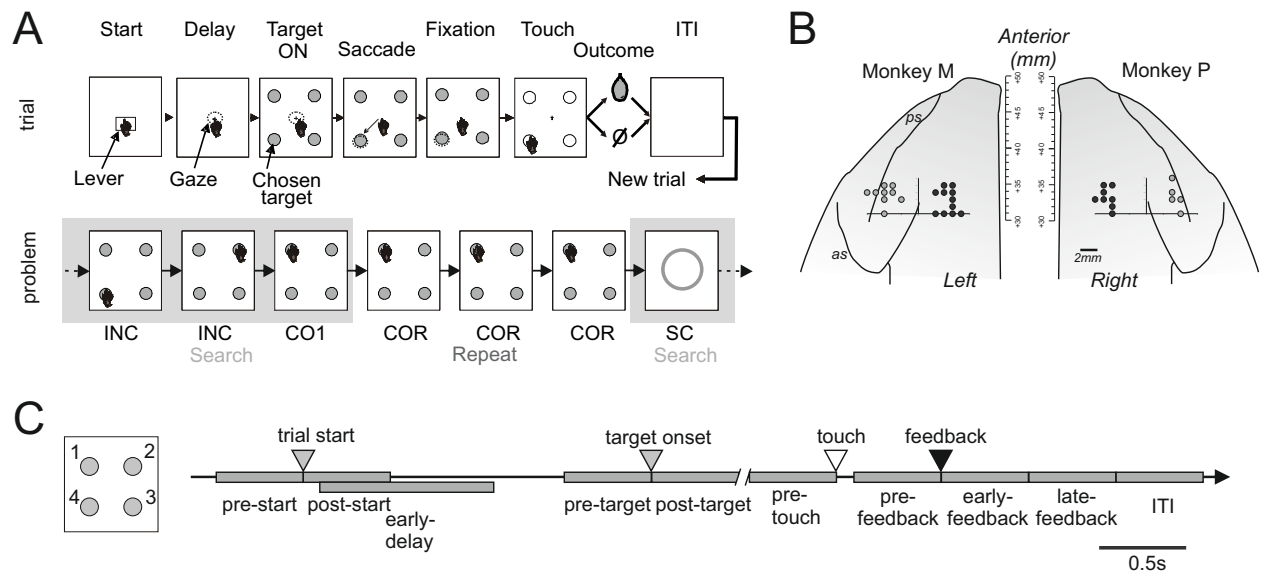 A
Start
Delay
Target
ON
Saccade
Fixation
Touch
Outcome
ITI
trial
Lever
Gaze
Chosen
target
New trial
problem
INC
INC
CO1
COR
COR
COR
SC
Search
Repeat
Search
B
Anterior
(mm)
Monkey M
Monkey P
ps
as
+50
+45
+40
+35
+30
+50
+45
+40
+35
+30
2mm
Left
Right
C
1
2
4
3
trial start
target onset
touch
feedback
pre-start
post-start
early-
delay
pre-target
post-target
pre-
touch
pre-
feedback
early-
feedback
late-
feedback
ITI
0.5s